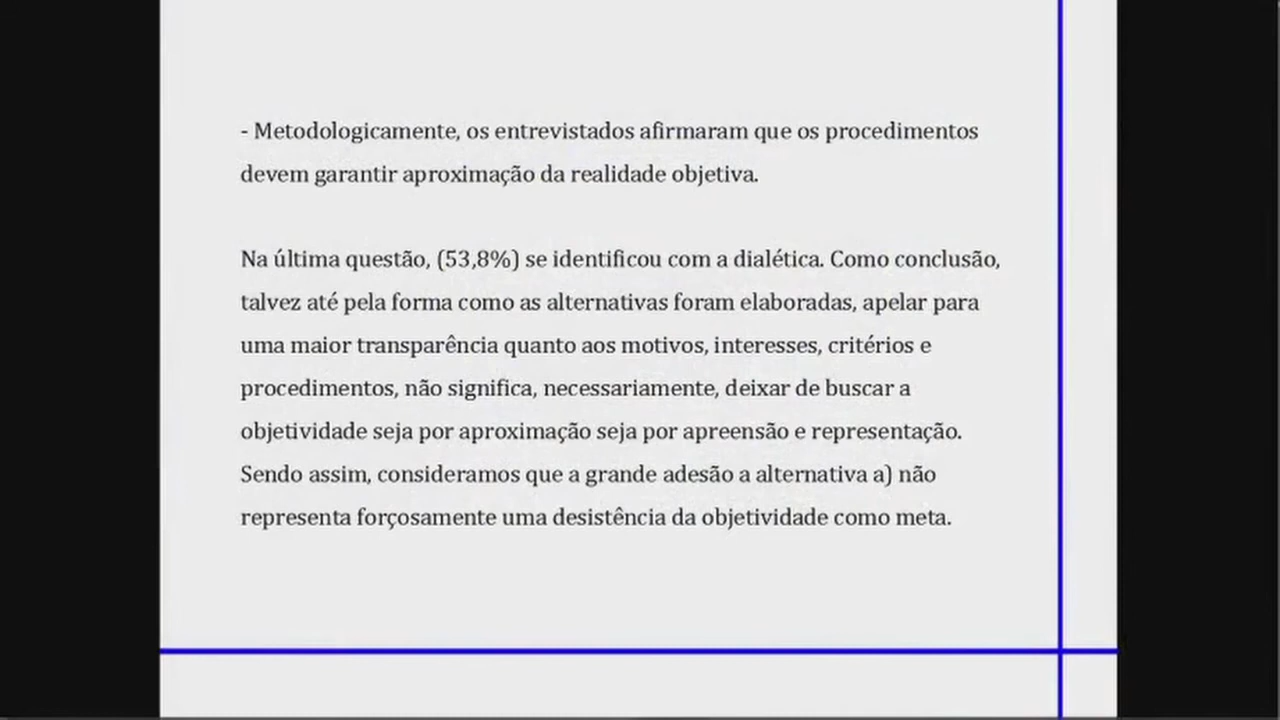 - Metodologicamente, os entrevistados afirmaram que os procedimentos
devem garantir aproximação da realidade objetiva.
Na última questão, (53,8%) se identificou com a dialética. Como conclusão,
talvez até pela forma como as alternativas foram elaboradas, apelar para
uma maior transparência quanto aos motivos, interesses, critérios e
procedimentos, não significa, necessariamente, deixar de buscar a
objetividade seja por aproximação seja por apreensão e representação.
Sendo assim, consideramos que a grande adesão a alternativa a) não
representa forçosamente uma desistência da objetividade como meta.